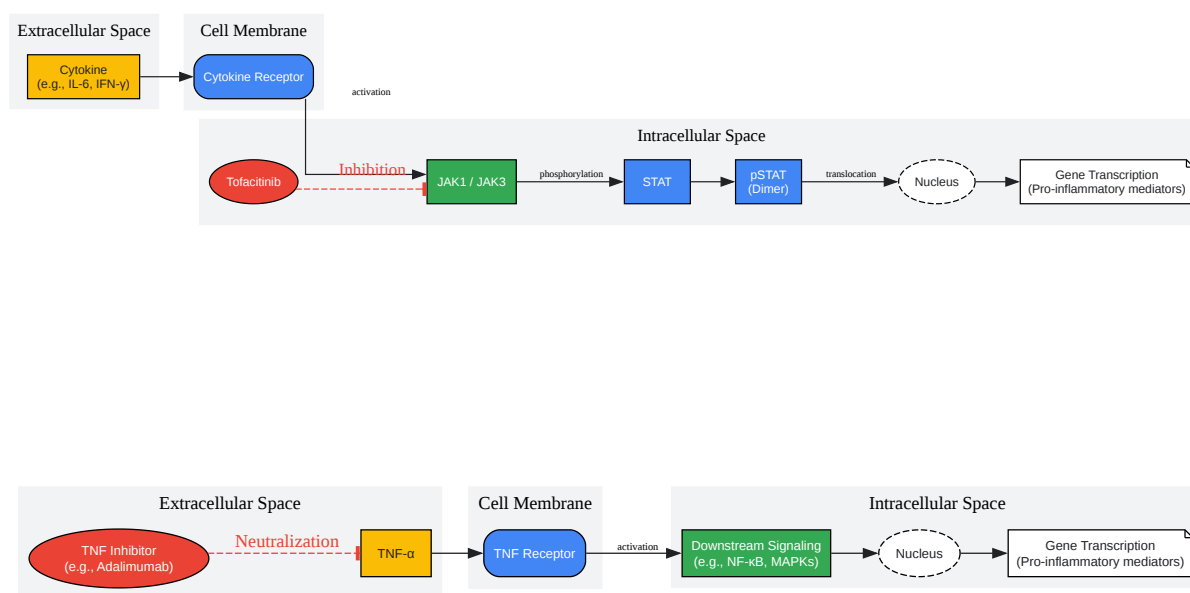 Extracellular Space
Cell Membrane
Cytokine
(e.g., IL-6, IFN-γ)
Cytokine Receptor
activation
Intracellular Space
Tofacitinib
Inhibition
JAK1 / JAK3
phosphorylation
STAT
pSTAT
(Dimer)
translocation
Nucleus
Gene Transcription
(Pro-inflammatory mediators)
Extracellular Space
Cell Membrane
Intracellular Space
TNF Inhibitor
(e.g., Adalimumab)
Neutralization
TNF-α
TNF Receptor
activation
Downstream Signaling
(e.g., NF-κB, MAPKs)
Nucleus
Gene Transcription
(Pro-inflammatory mediators)